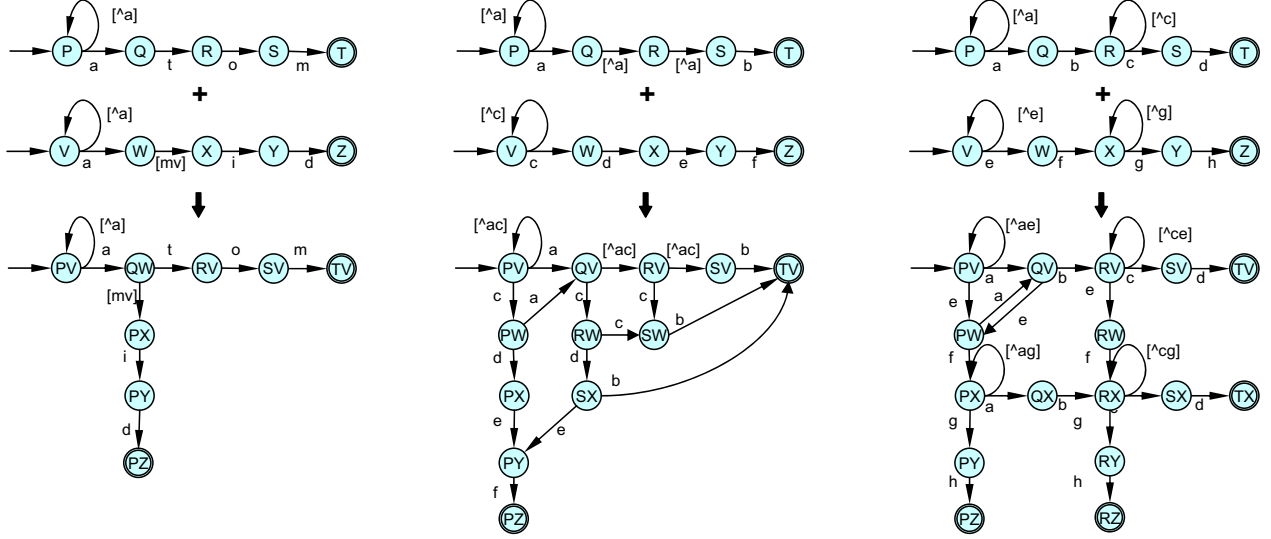 [^a] [^a] [^a] [^c]
P Q R S T P Q R S T P Q R S T
a t o m a [^a] [^a] b a b c d
+ + +
[^a] [^c] [^e] [^g]
V W X Y Z V W X Y Z V W X Y Z
a [mv] i d c d e f e f g h
[^a] [^ac] [^ae] [^ce]
a t o m a [^ac] [^ac] b
PV QW RV SV TV PV QV RV SV TV PV QV RV SV TV
a b c d
[mv] c a c c e a e e
PX PW RW SW PW RW
c b
i d d f f [^ag] [^cg]
b
PY PX SX PX QX RX SX TX
a b c d
d e e g g
PZ PY PY RY
f h h
PZ PZ RZ